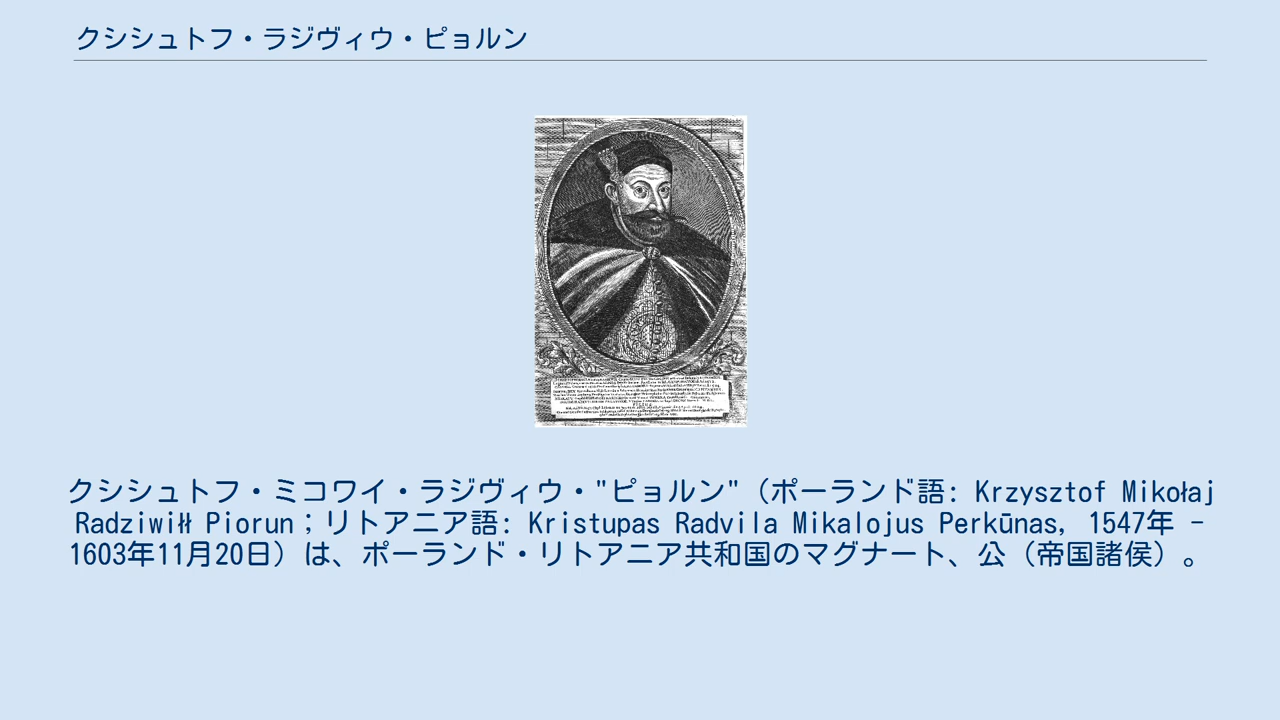 クシシュトフ・ラジヴィウ・ピョルン
クシシュトフ・ミコワイ・ラジヴィウ・"ピョルン"（ポーランド語: Krzysztof Mikołaj
Radziwiłł Piorun；リトアニア語: Kristupas Radvila Mikalojus Perkūnas, 1547年 –
1603年11月20日）は、ポーランド・リトアニア共和国のマグナート、公（帝国諸侯）。